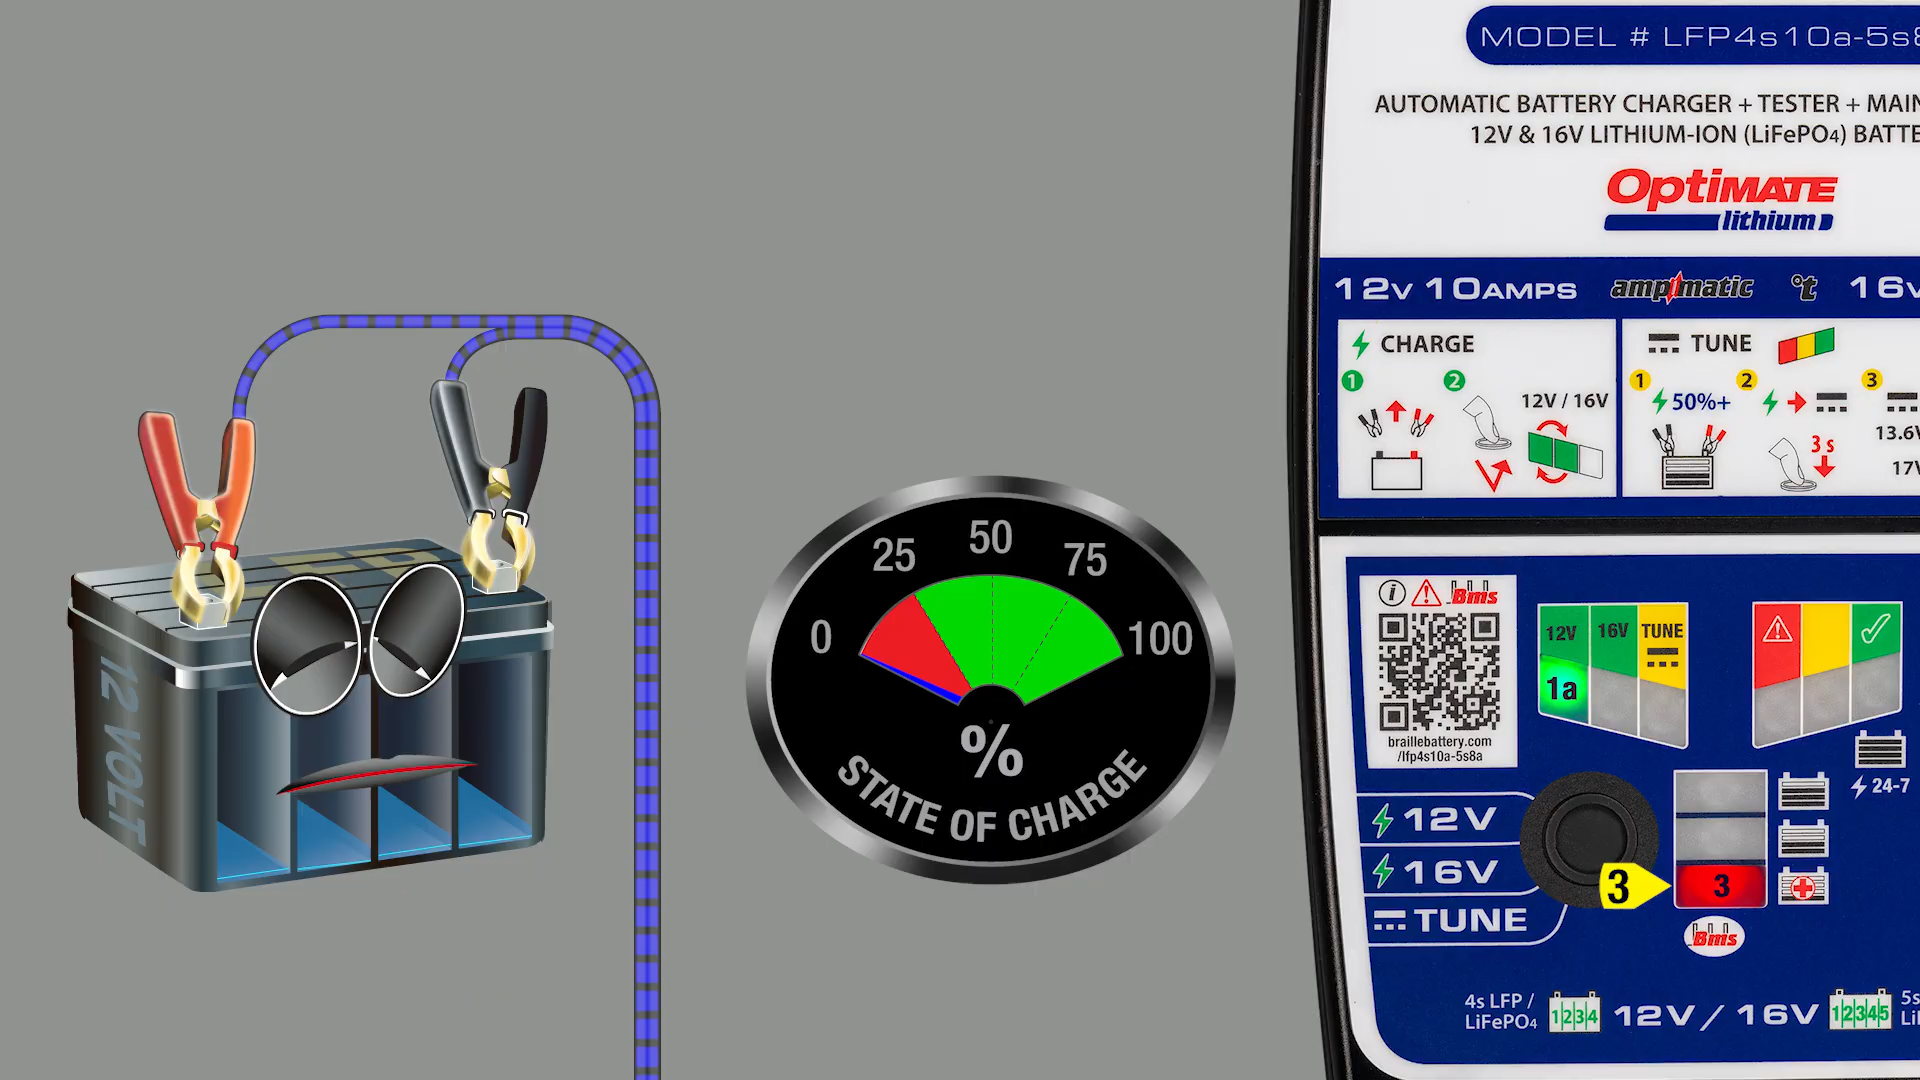 12 VOLT
0
25
50
75
100
%
STATE OF CHARGE
MODEL # LFP4s10a-5s8
AUTOMATIC BATTERY CHARGER + TESTER + MAIN
12V & 16V LITHIUM-ION (LiFePO4) BATTE
OptiMATE
lithium
12V 10AMPS
ampmatic
°t
16V
CHARGE
1
2
12V / 16V
TUNE
1
50%+
2
3 s
3
13.6V
17V
i
Bms
braillebattery.com
/lfp4s10a-5s8a
12V
16V
TUNE
1a
24-7
12V
16V
TUNE
3
3
Bms
4s LFP /
LiFePO4
1234
12V / 16V
12345
5s
Li